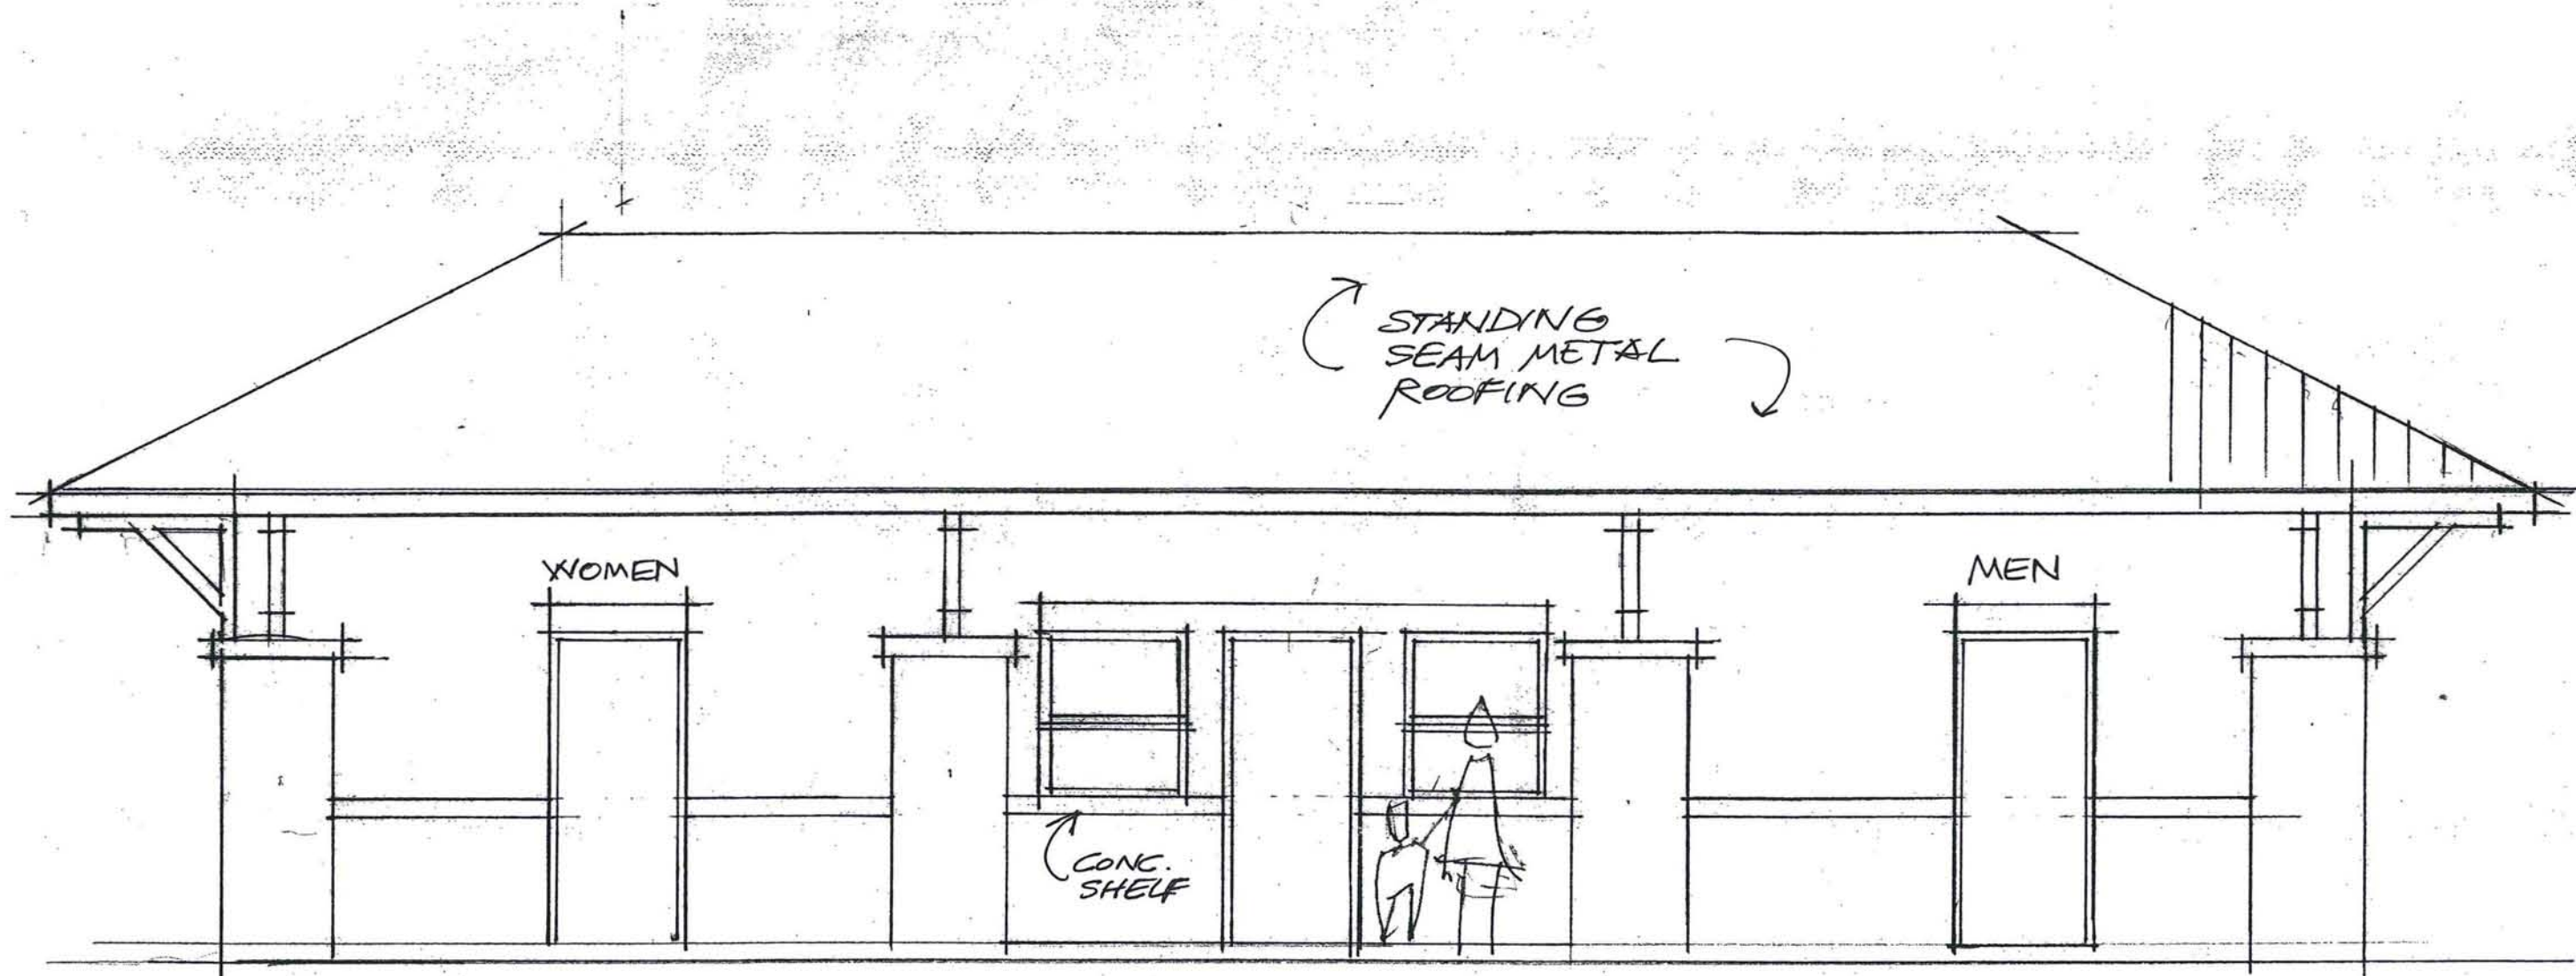 STANDING
SEAM METAL
ROOFING
WOMEN
MEN
CONC.
SHELF